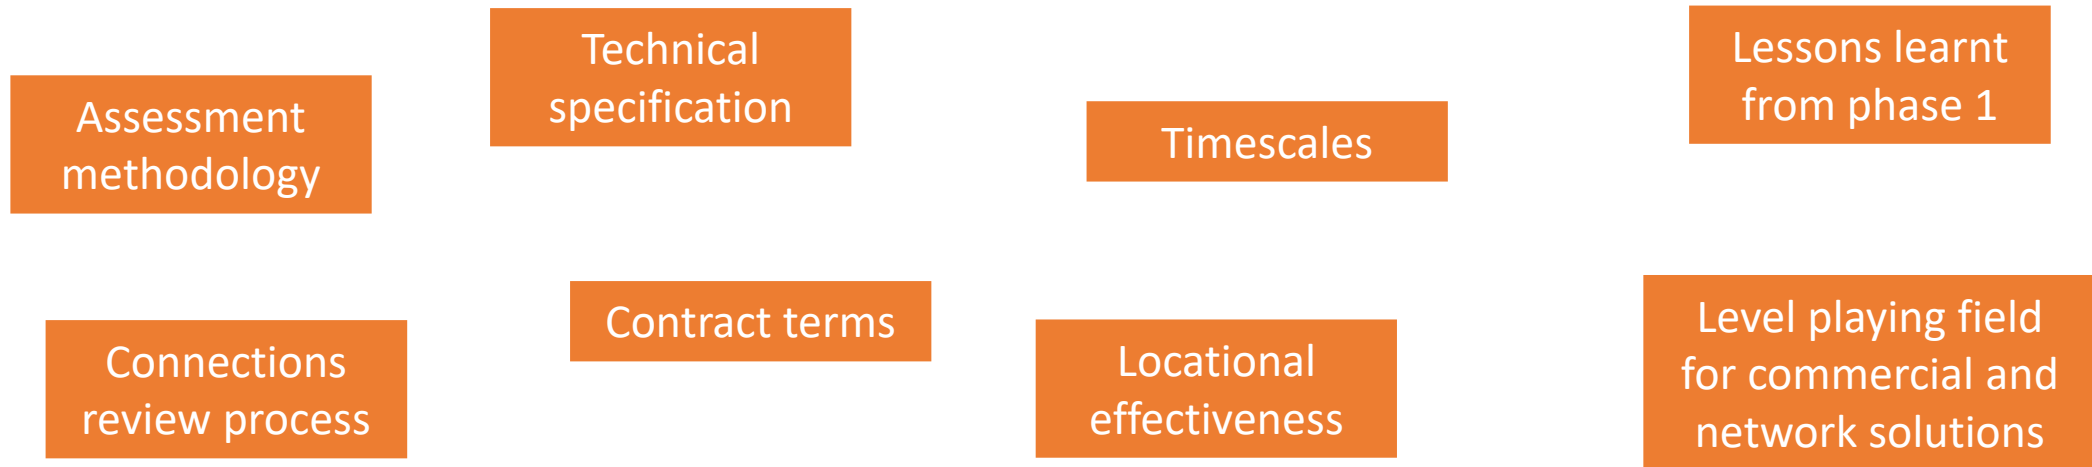 Assessment
methodology
Technical
specification
Timescales
Lessons learnt
from phase 1
Connections
review process
Contract terms
Locational
effectiveness
Level playing field
for commercial and
network solutions